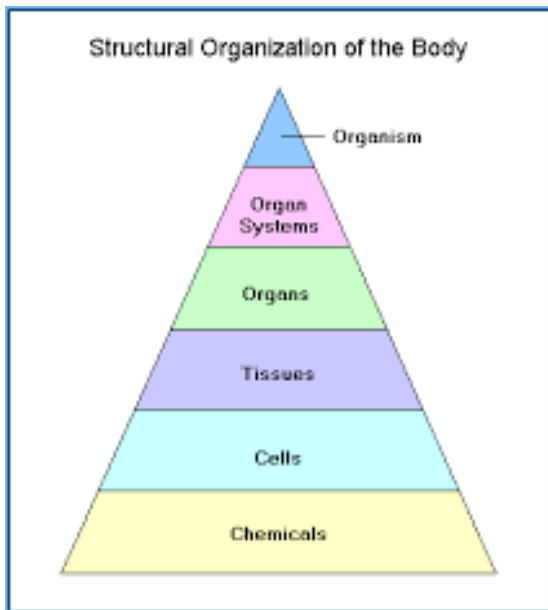 Structural Organization of the Body
Organism
Organ
Systems
Organs
Tissues
Cells
Chemicals